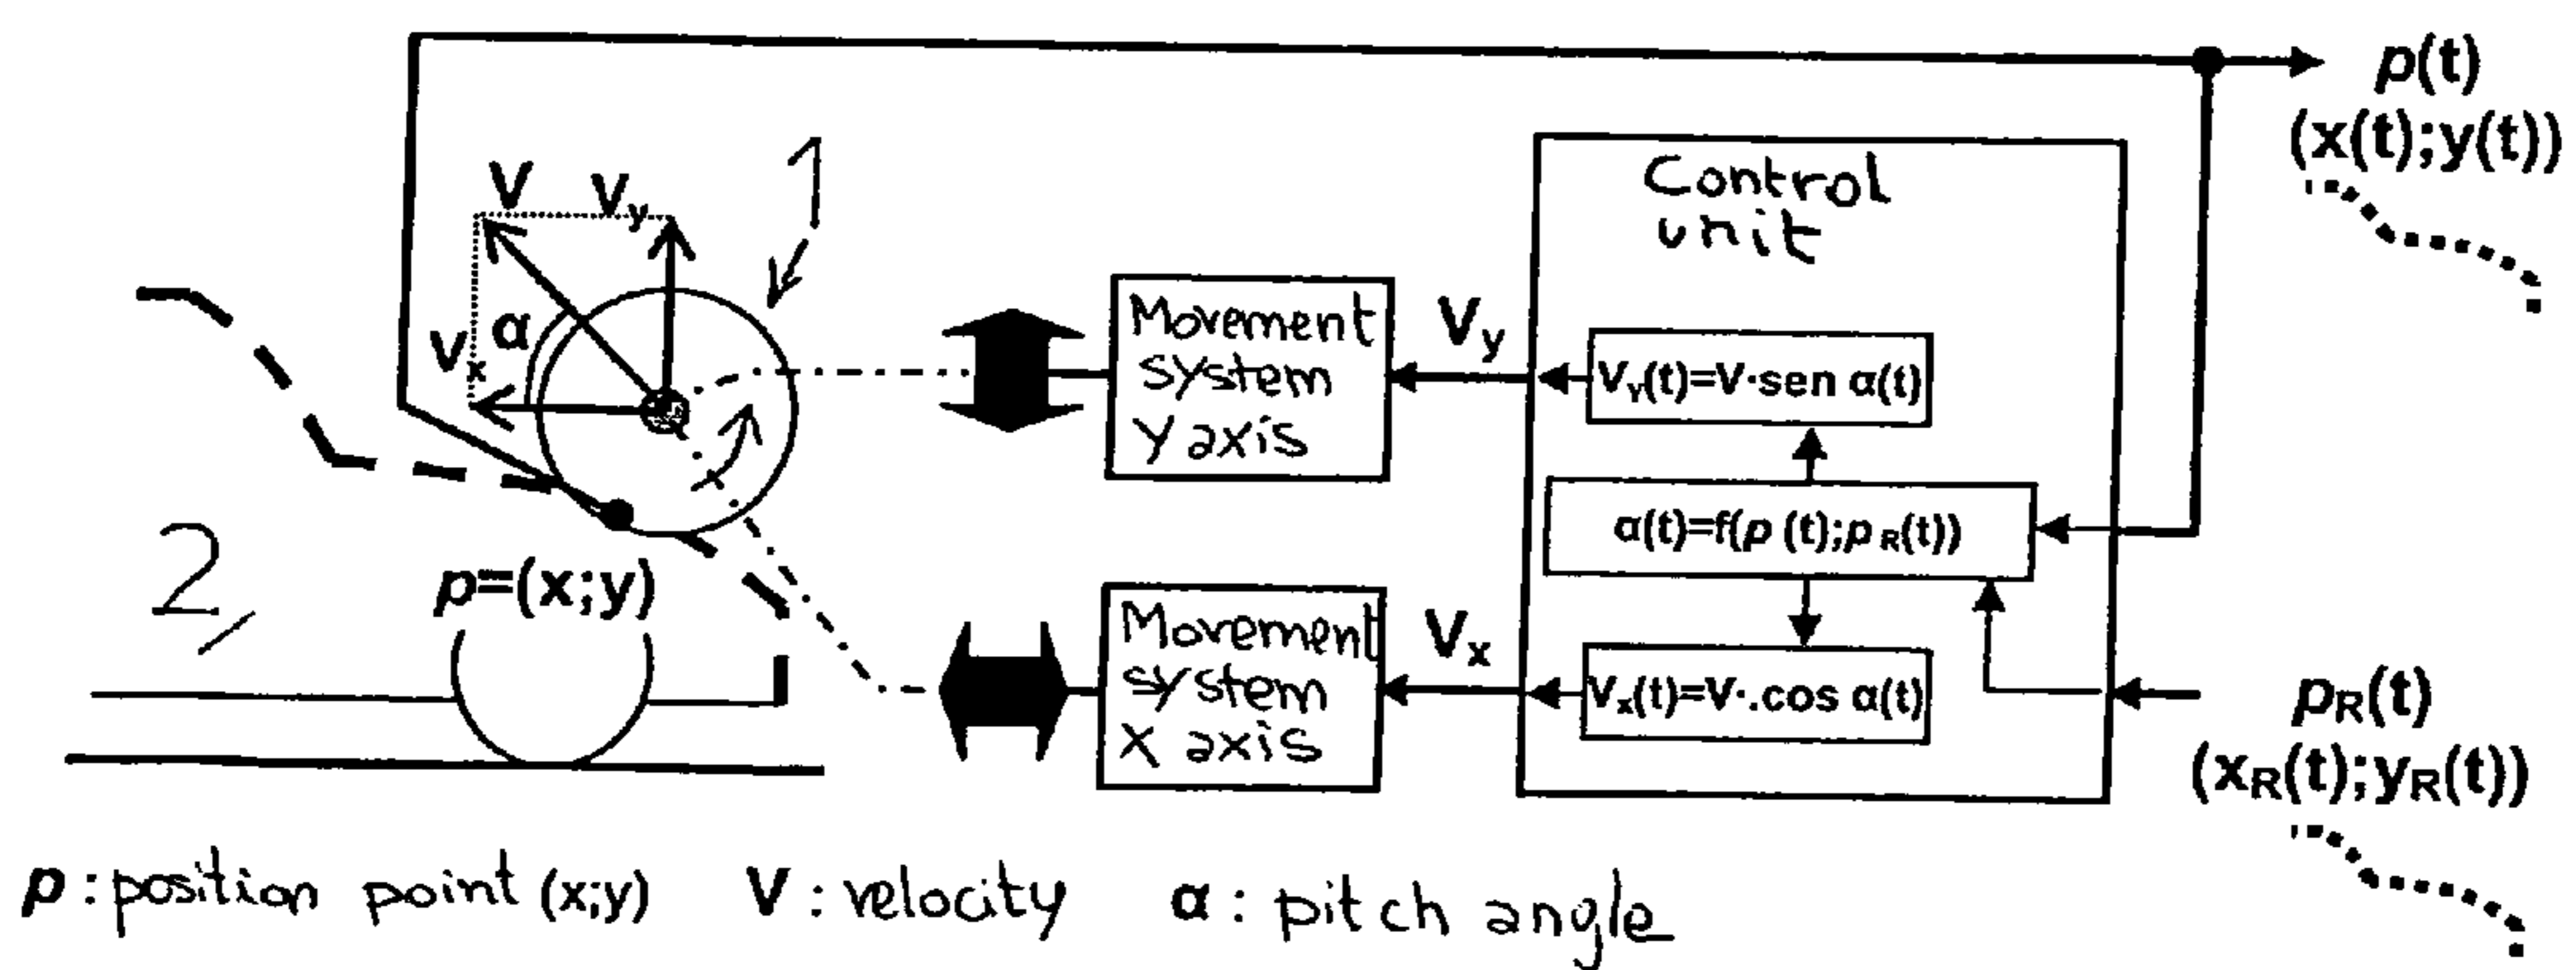 p(t)
(x(t);y(t))
1
Control
unit
V
Vy
α
Vx
Movement
system
Y axis
Vy
VY(t)=V·sen α(t)
α(t)=f(p (t);p R(t))
2
p=(x;y)
Movement
system
X axis
Vx
Vx(t)=V·.cos α(t)
pR(t)
(xR(t);yR(t))
p : position point (x;y) V : velocity α : pitch angle